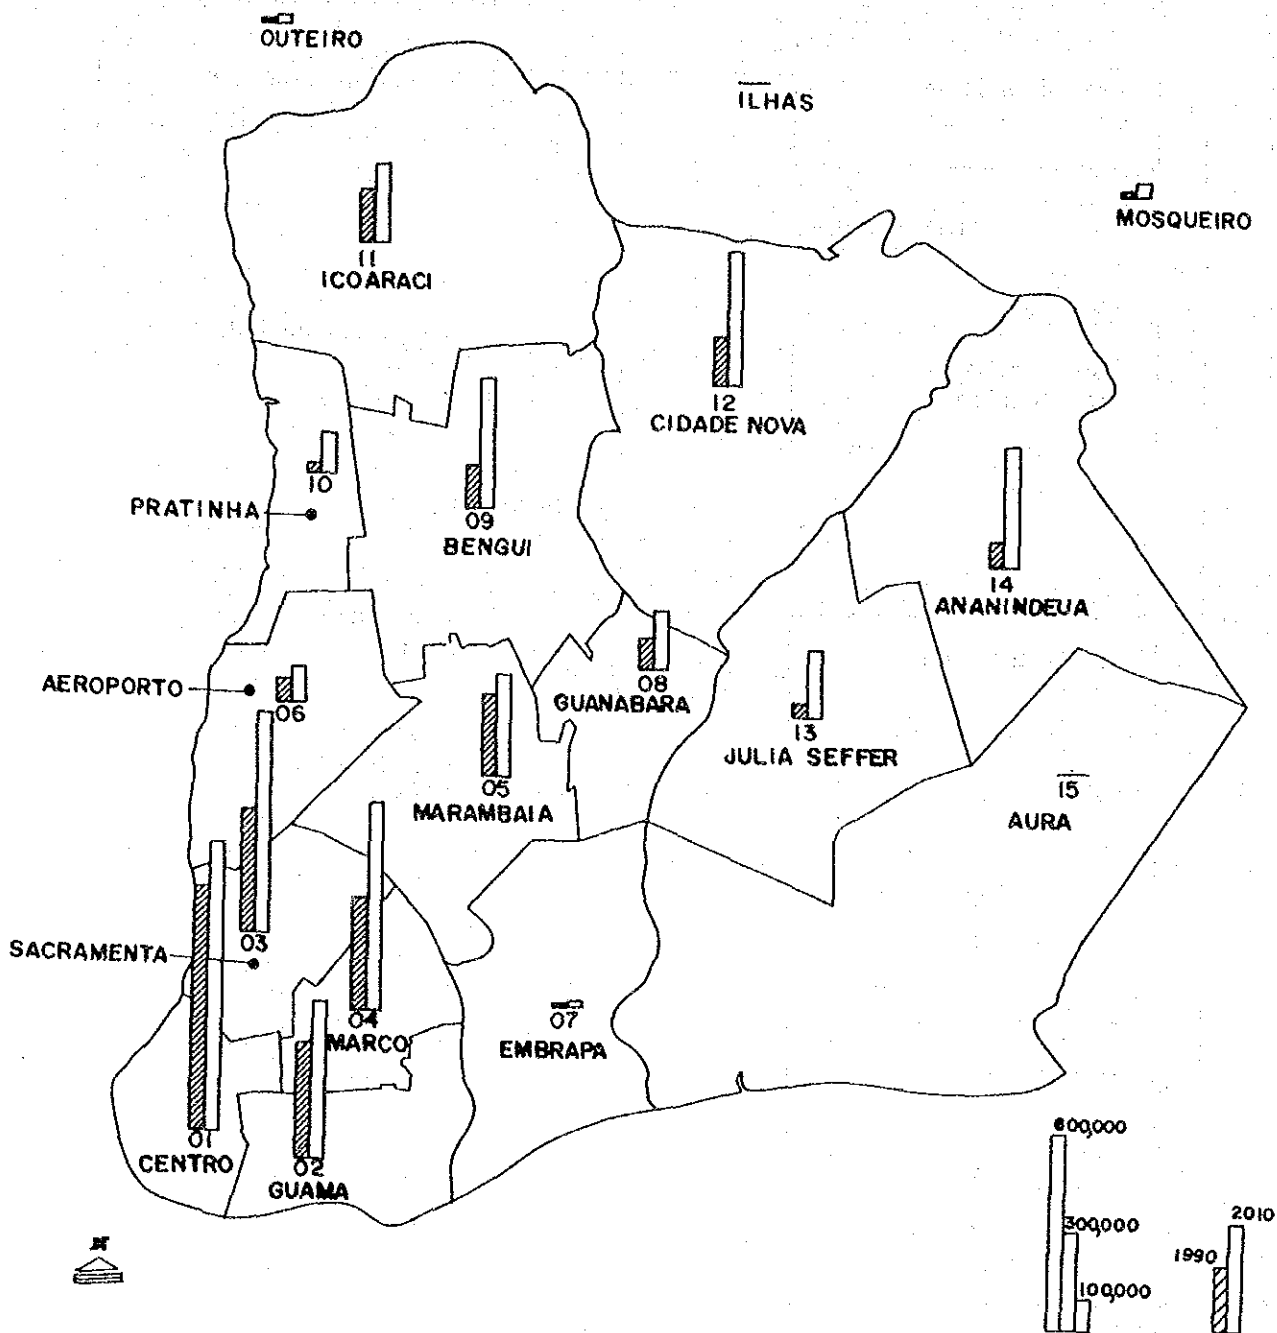 OUTEIRO
ILHAS
MOSQUEIRO
11
ICOARACI
12
CIDADE NOVA
10
PRATINHA
09
BENGUI
14
ANANINDEUA
AEROPORTO
06
08
GUANABARA
13
JULIA SEFFER
05
MARAMBAIA
15
AURA
03
SACRAMENTA
04
MARCO
07
EMBRAPA
01
CENTRO
02
GUAMA
N
600,000
300,000
100,000
1990
2010